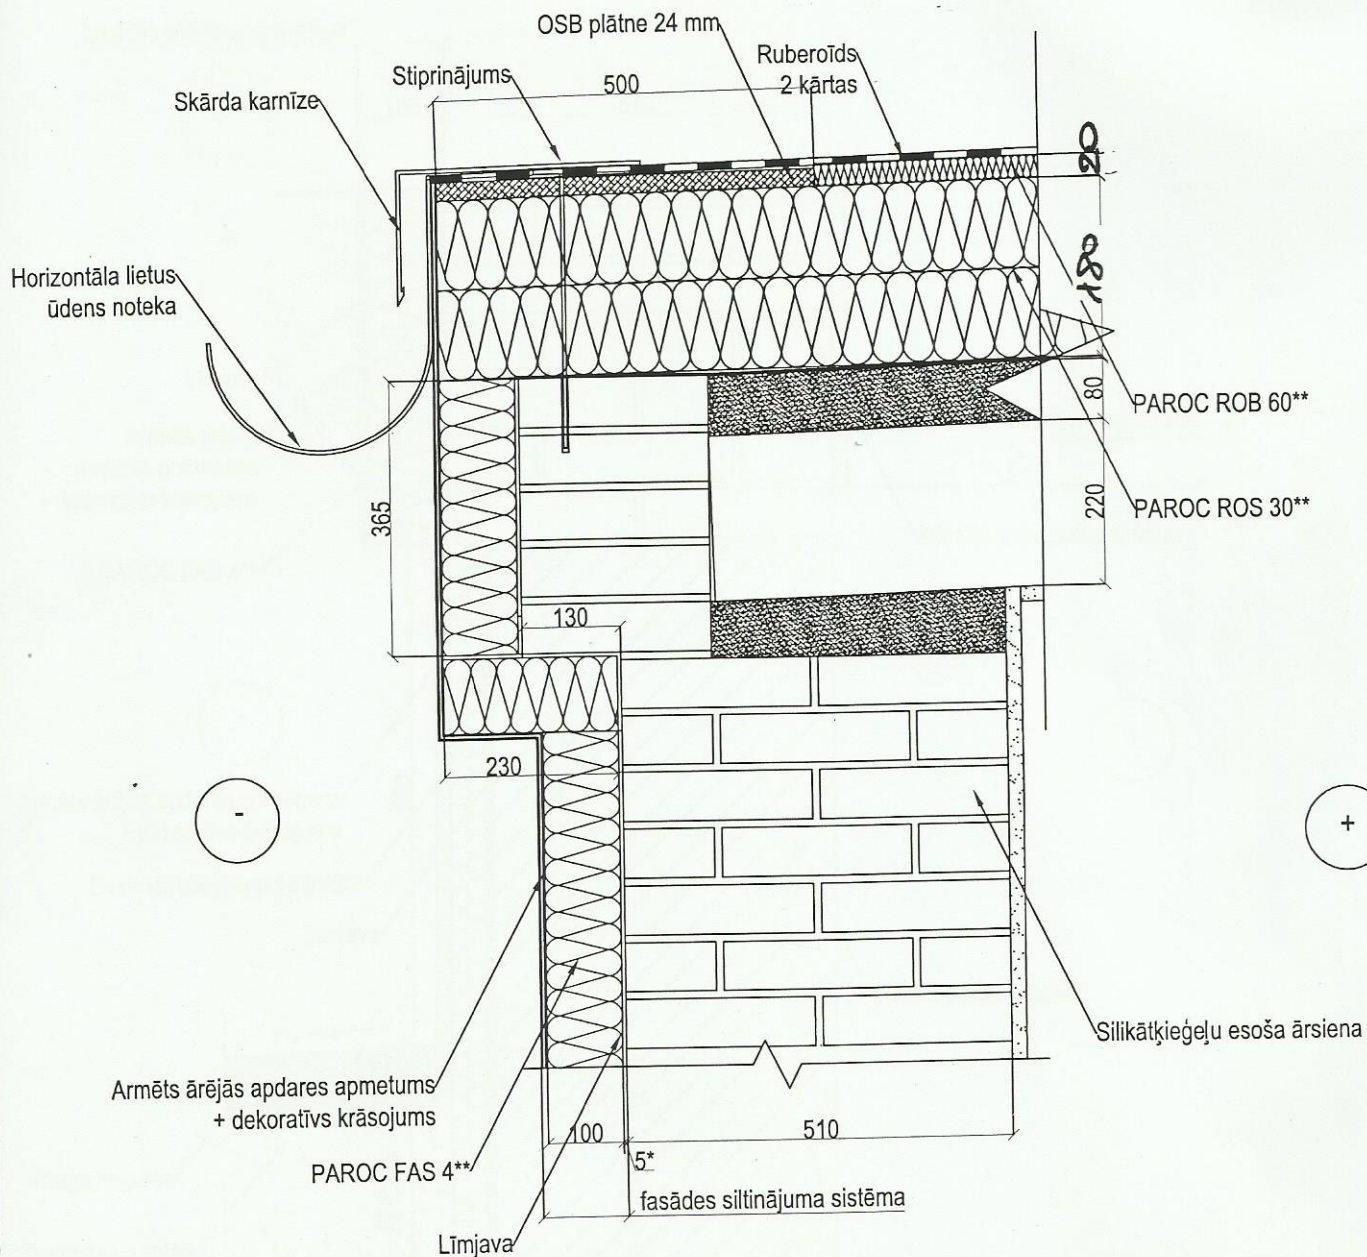 OSB plātne 24 mm
Ruberoīds
2 kārtas
Stiprinājums
500
Skārda karnīze
20
Horizontāla lietus
ūdens noteka
180
80
PAROC ROB 60**
365
220
PAROC ROS 30**
130
230
-
+
Silikātķieģeļu esoša ārsiena
Armēts ārējās apdares apmetums
+ dekoratīvs krāsojums
100
510
5*
PAROC FAS 4**
fasādes siltinājuma sistēma
Līmjava